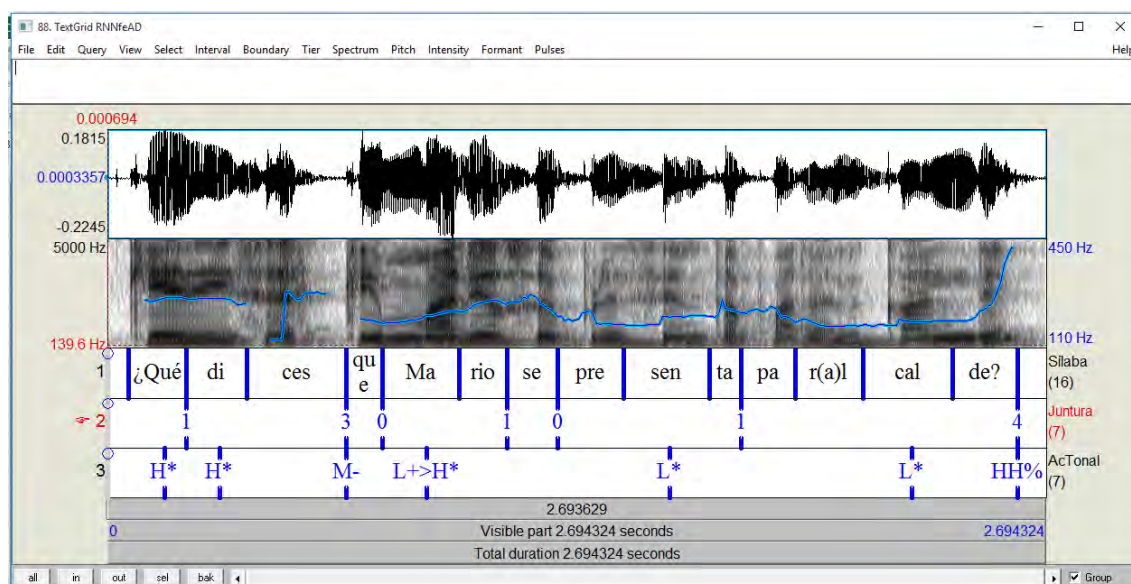 88. TextGrid RNNfeAD
File Edit Query View Select Interval Boundary Tier Spectrum Pitch Intensity Formant Pulses Help
0.000694
0.1815
0.0003357
-0.2245
5000 Hz 450 Hz
139.6 Hz 110 Hz
1 ¿Qué di ces qu e Ma rio se pre sen ta pa r(a)l cal de? Sílaba (16)
2 1 3 0 1 0 1 4 Juntura (7)
3 H* H* M- L+>H* L* L* HH% AcTonal (7)
2.693629
0 Visible part 2.694324 seconds 2.694324
Total duration 2.694324 seconds
all in out sel bak Group